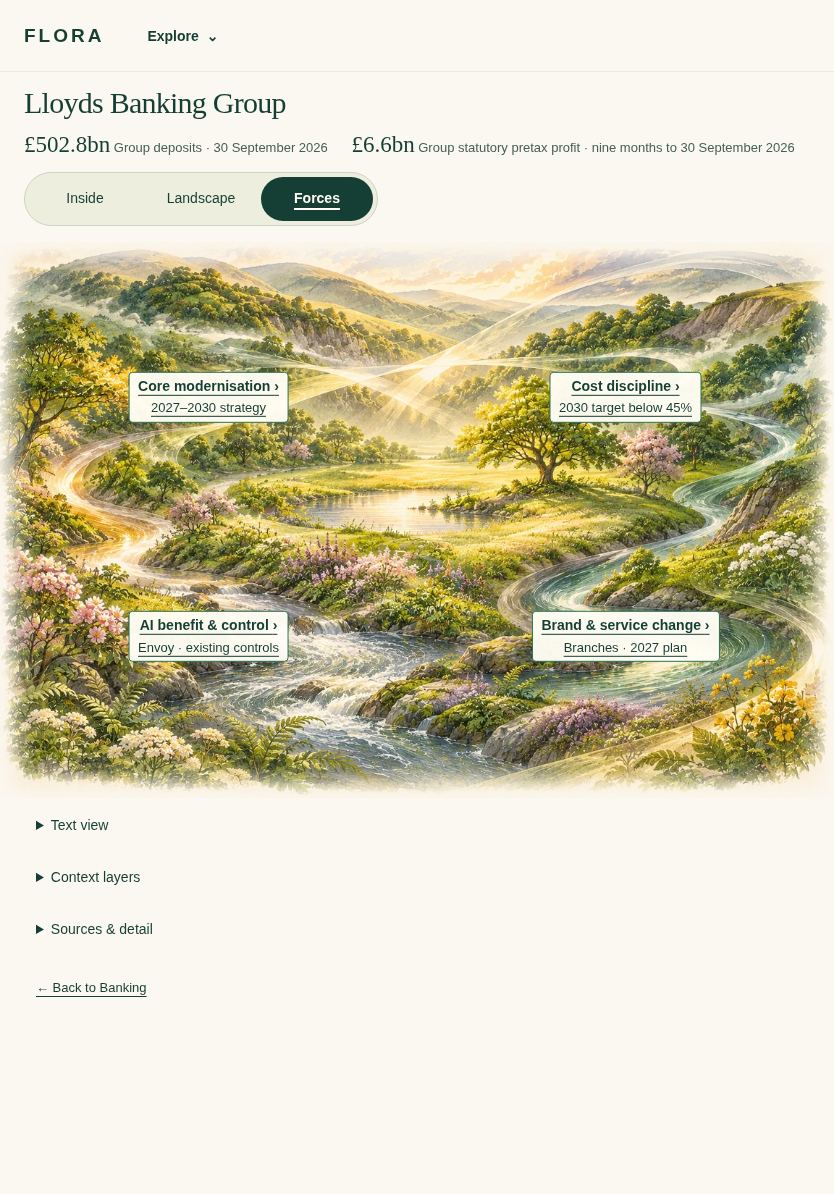 FLORA
Explore ⌄
Lloyds Banking Group
£502.8bn Group deposits · 30 September 2026 £6.6bn Group statutory pretax profit · nine months to 30 September 2026
Inside Landscape Forces
Core modernisation ›
2027–2030 strategy
Cost discipline ›
2030 target below 45%
AI benefit & control ›
Envoy · existing controls
Brand & service change ›
Branches · 2027 plan
▶ Text view
▶ Context layers
▶ Sources & detail
← Back to Banking